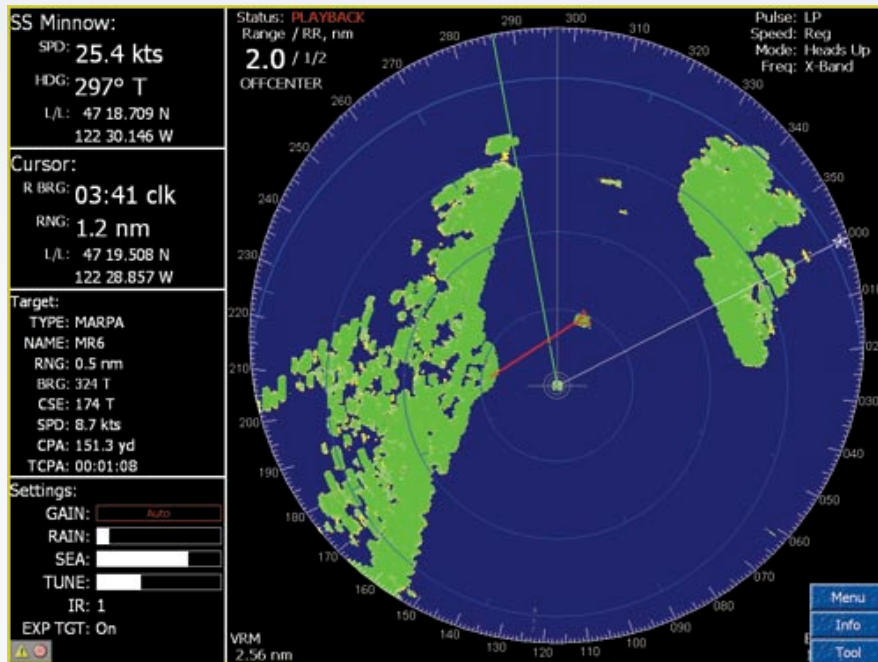 SS Minnow:
SPD: 25.4 kts
HDG: 297° T
L/L: 47 18.709 N
122 30.146 W
Cursor:
R BRG: 03:41 clk
RNG: 1.2 nm
L/L: 47 19.508 N
122 28.857 W
Target:
TYPE: MARPA
NAME: MR6
RNG: 0.5 nm
BRG: 324 T
CSE: 174 T
SPD: 8.7 kts
CPA: 151.3 yd
TCPA: 00:01:08
Settings:
GAIN: Auto
RAIN:
SEA:
TUNE:
IR: 1
EXP TGT: On
Status: PLAYBACK
Range / RR, nm
2.0 / 1/2
OFFCENTER
Pulse: LP
Speed: Reg
Mode: Heads Up
Freq: X-Band
290
300
310
320
340
350
000
030
040
050
060
070
080
090
100
110
120
130
140
150
160
170
180
190
200
210
220
230
240
250
260
270
280
VRM
2.56 nm
Menu
Info
Tool